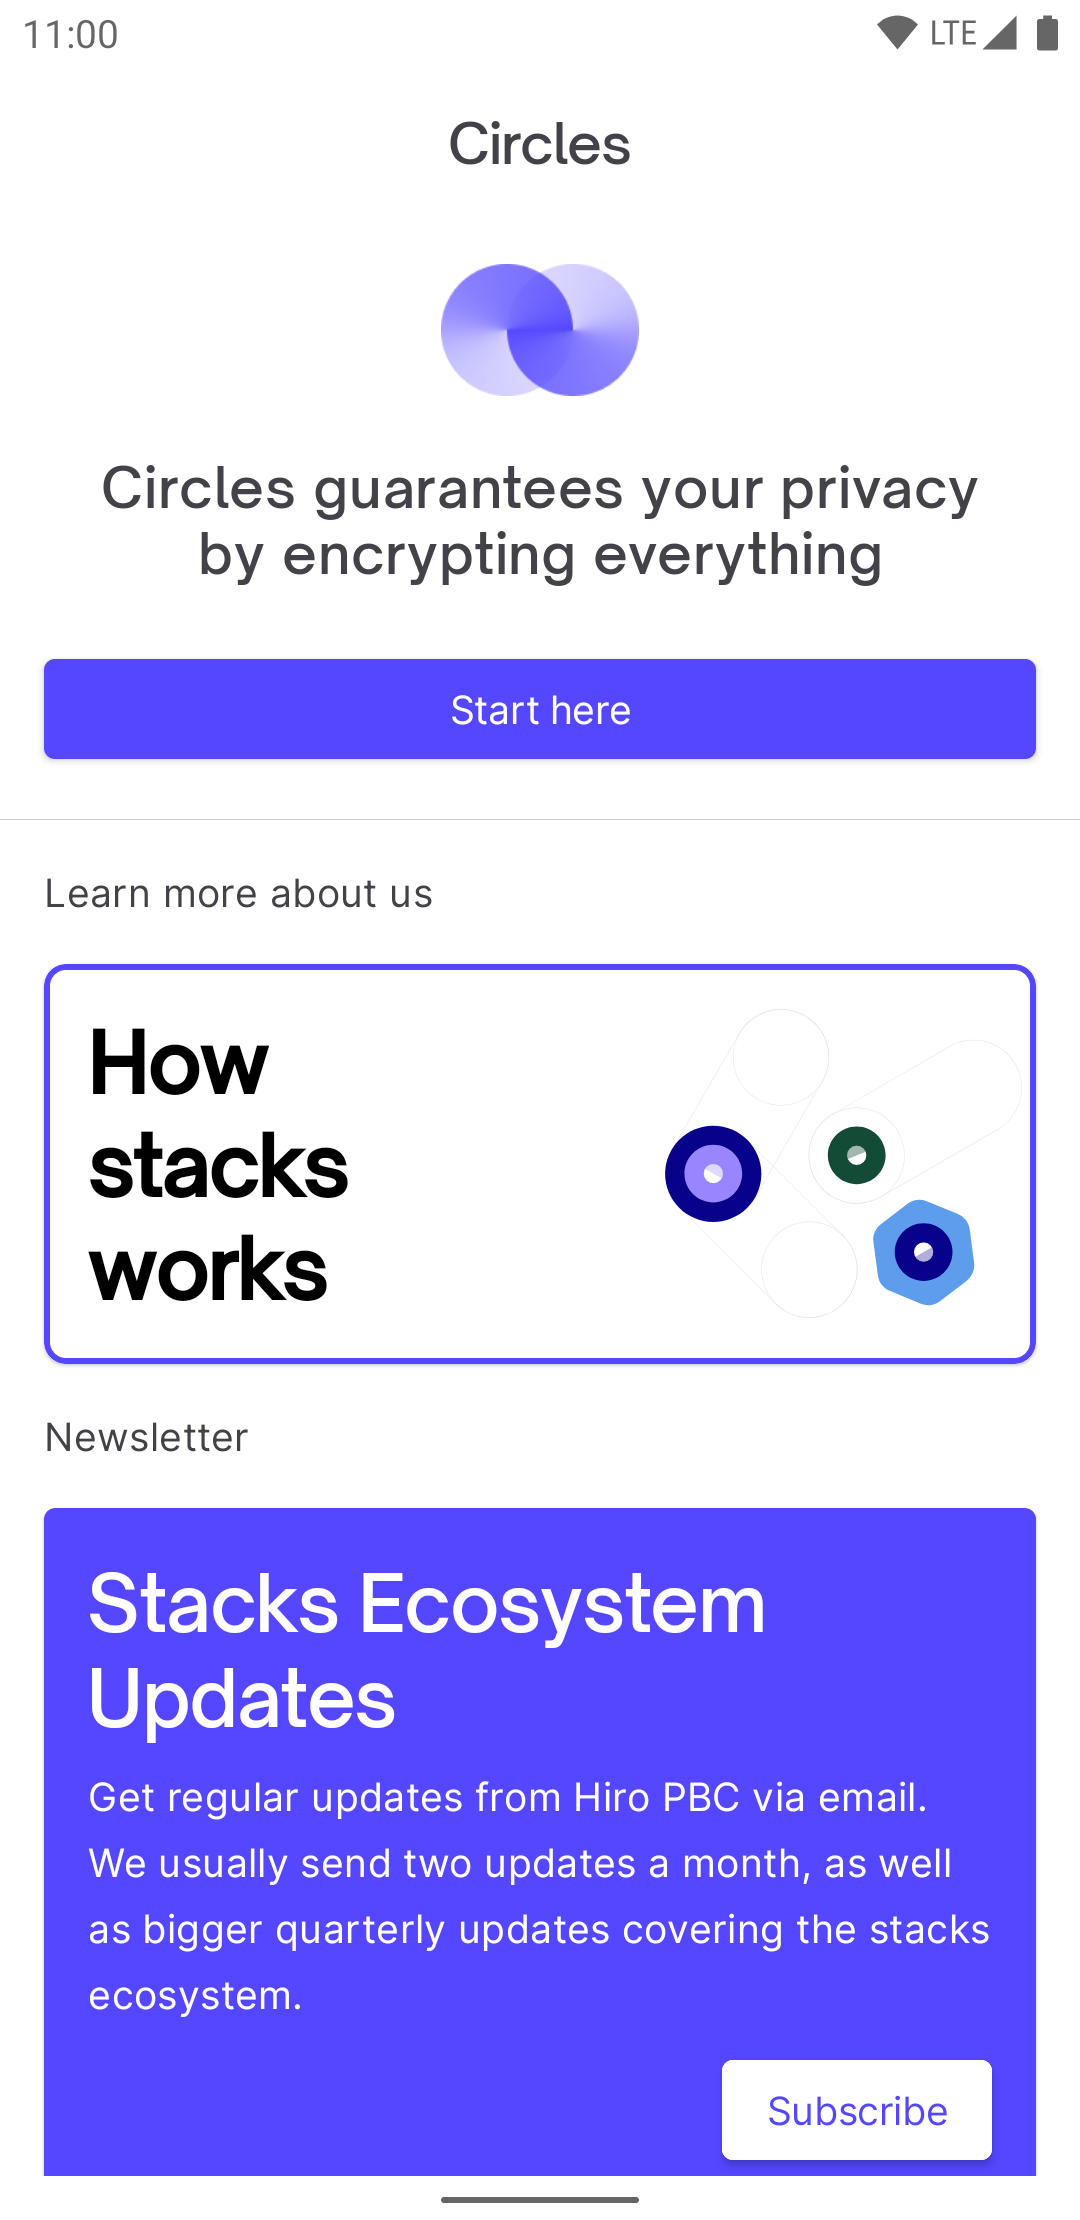 11:00
LTE
Circles
Circles guarantees your privacy
by encrypting everything
Start here
Learn more about us
How
stacks
works
Newsletter
Stacks Ecosystem
Updates
Get regular updates from Hiro PBC via email.
We usually send two updates a month, as well
as bigger quarterly updates covering the stacks
ecosystem.
Subscribe